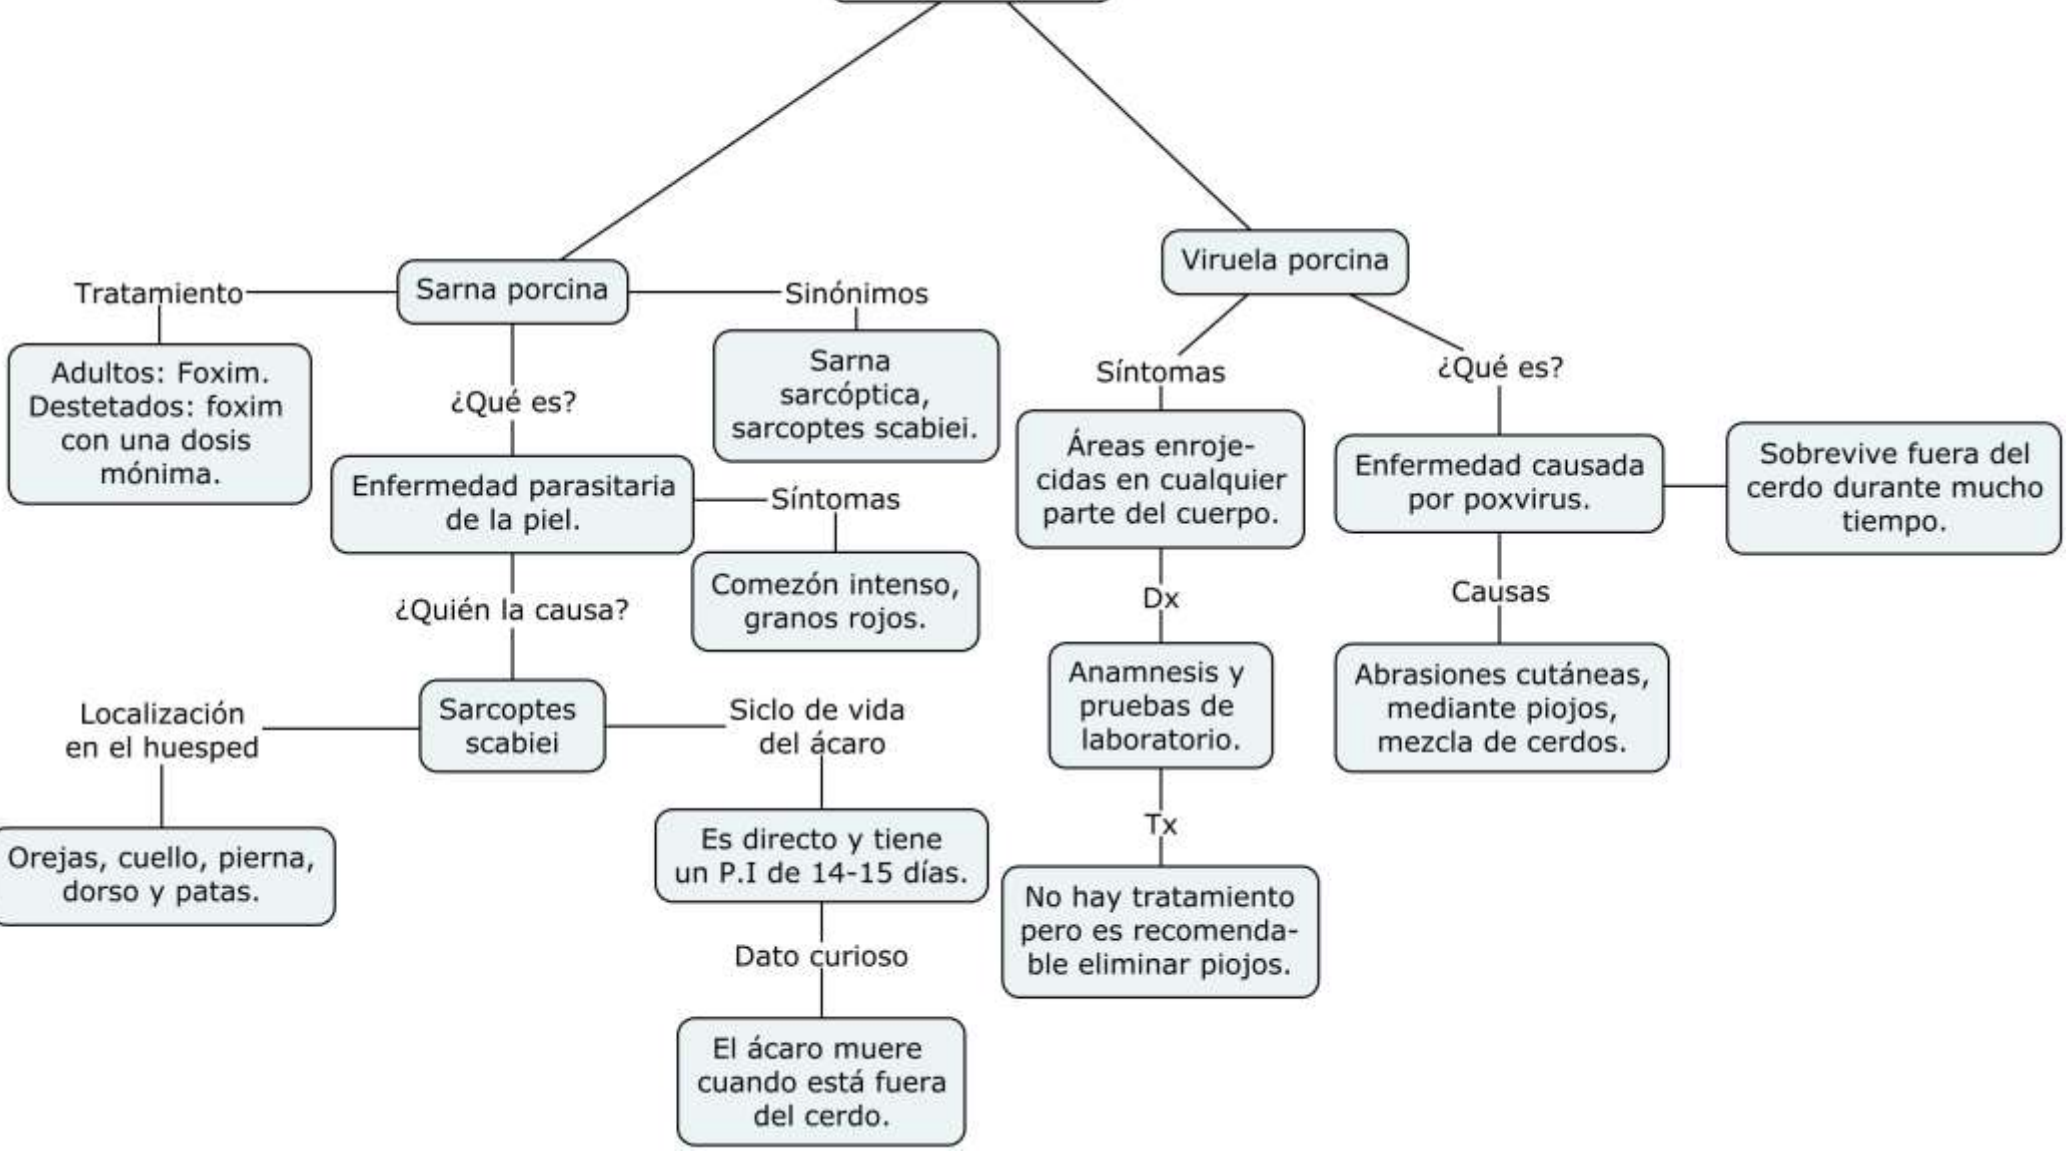 Viruela porcina
Tratamiento
Sarna porcina
Sinónimos
Adultos: Foxim.
Destetados: foxim
con una dosis
mónima.
¿Qué es?
Sarna
sarcóptica,
sarcoptes scabiei.
Enfermedad parasitaria
de la piel.
Síntomas
Comezón intenso,
granos rojos.
¿Quién la causa?
Sarcoptes
scabiei
Localización
en el huesped
Orejas, cuello, pierna,
dorso y patas.
Siclo de vida
del ácaro
Es directo y tiene
un P.I de 14-15 días.
Dato curioso
El ácaro muere
cuando está fuera
del cerdo.
Síntomas
Áreas enroje-
cidas en cualquier
parte del cuerpo.
Dx
Anamnesis y
pruebas de
laboratorio.
Tx
No hay tratamiento
pero es recomenda-
ble eliminar piojos.
¿Qué es?
Enfermedad causada
por poxvirus.
Sobrevive fuera del
cerdo durante mucho
tiempo.
Causas
Abrasiones cutáneas,
mediante piojos,
mezcla de cerdos.